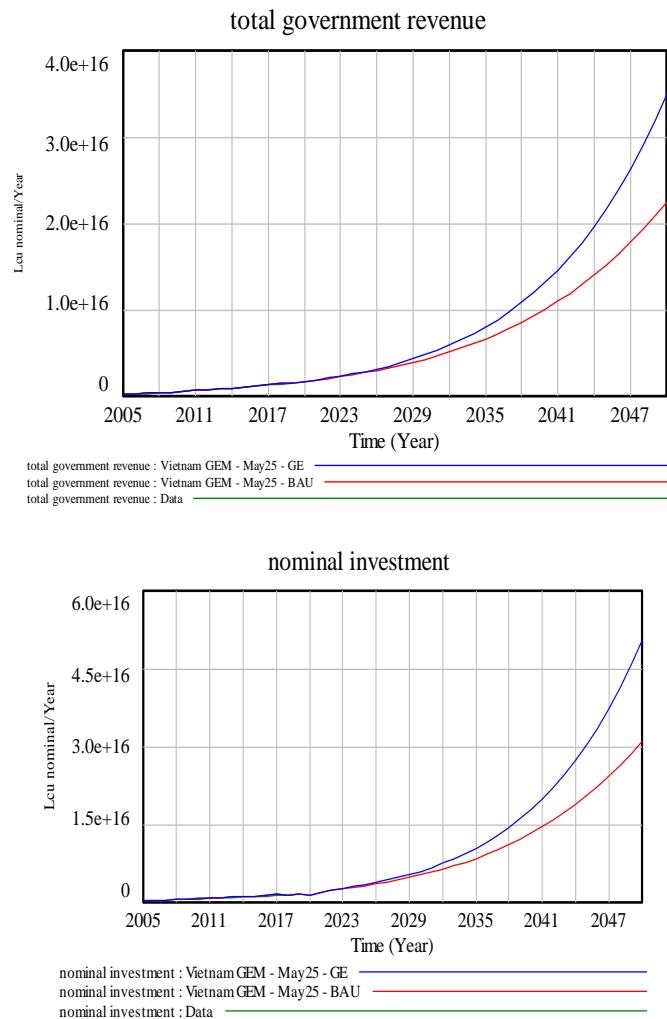 total government revenue
4.0e+16
3.0e+16
Lcu nominal/Year
2.0e+16
1.0e+16
0
2005 2011 2017 2023 2029 2035 2041 2047
Time (Year)
total government revenue : Vietnam GEM - May25 - GE
total government revenue : Vietnam GEM - May25 - BAU
total government revenue : Data
nominal investment
6.0e+16
4.5e+16
Lcu nominal/Year
3.0e+16
1.5e+16
0
2005 2011 2017 2023 2029 2035 2041 2047
Time (Year)
nominal investment : Vietnam GEM - May25 - GE
nominal investment : Vietnam GEM - May25 - BAU
nominal investment : Data